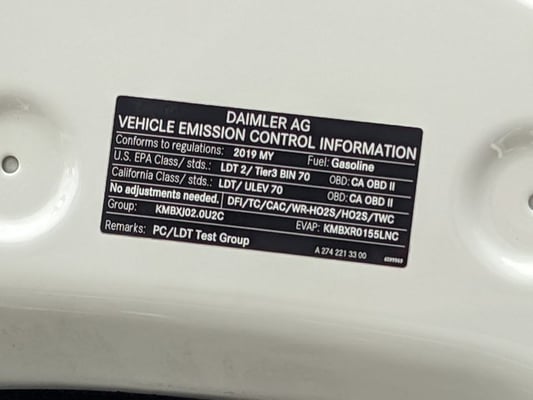 DAIMLER AG
VEHICLE EMISSION CONTROL INFORMATION
Conforms to regulations: 2019 MY Fuel: Gasoline
U.S. EPA Class/ stds.: LDT 2/ Tier3 BIN 70 OBD: CA OBD II
California Class/ stds.: LDT/ ULEV 70 OBD: CA OBD II
No adjustments needed. DFI/TC/CAC/WR-HO2S/HO2S/TWC
Group: KMBXJ02.0U2C EVAP: KMBXR0155LNC
Remarks: PC/LDT Test Group
A 274 221 33 00